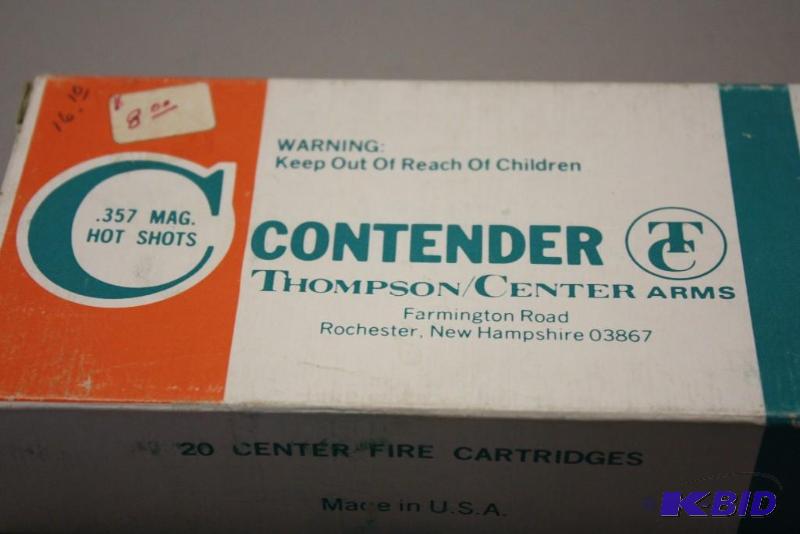 16.10
$ 8.00
WARNING:
Keep Out Of Reach Of Children
C
.357 MAG.
HOT SHOTS
CONTENDER
TC
THOMPSON/CENTER ARMS
Farmington Road
Rochester, New Hampshire 03867
20 CENTER FIRE CARTRIDGES
Made in U.S.A.
K-BID